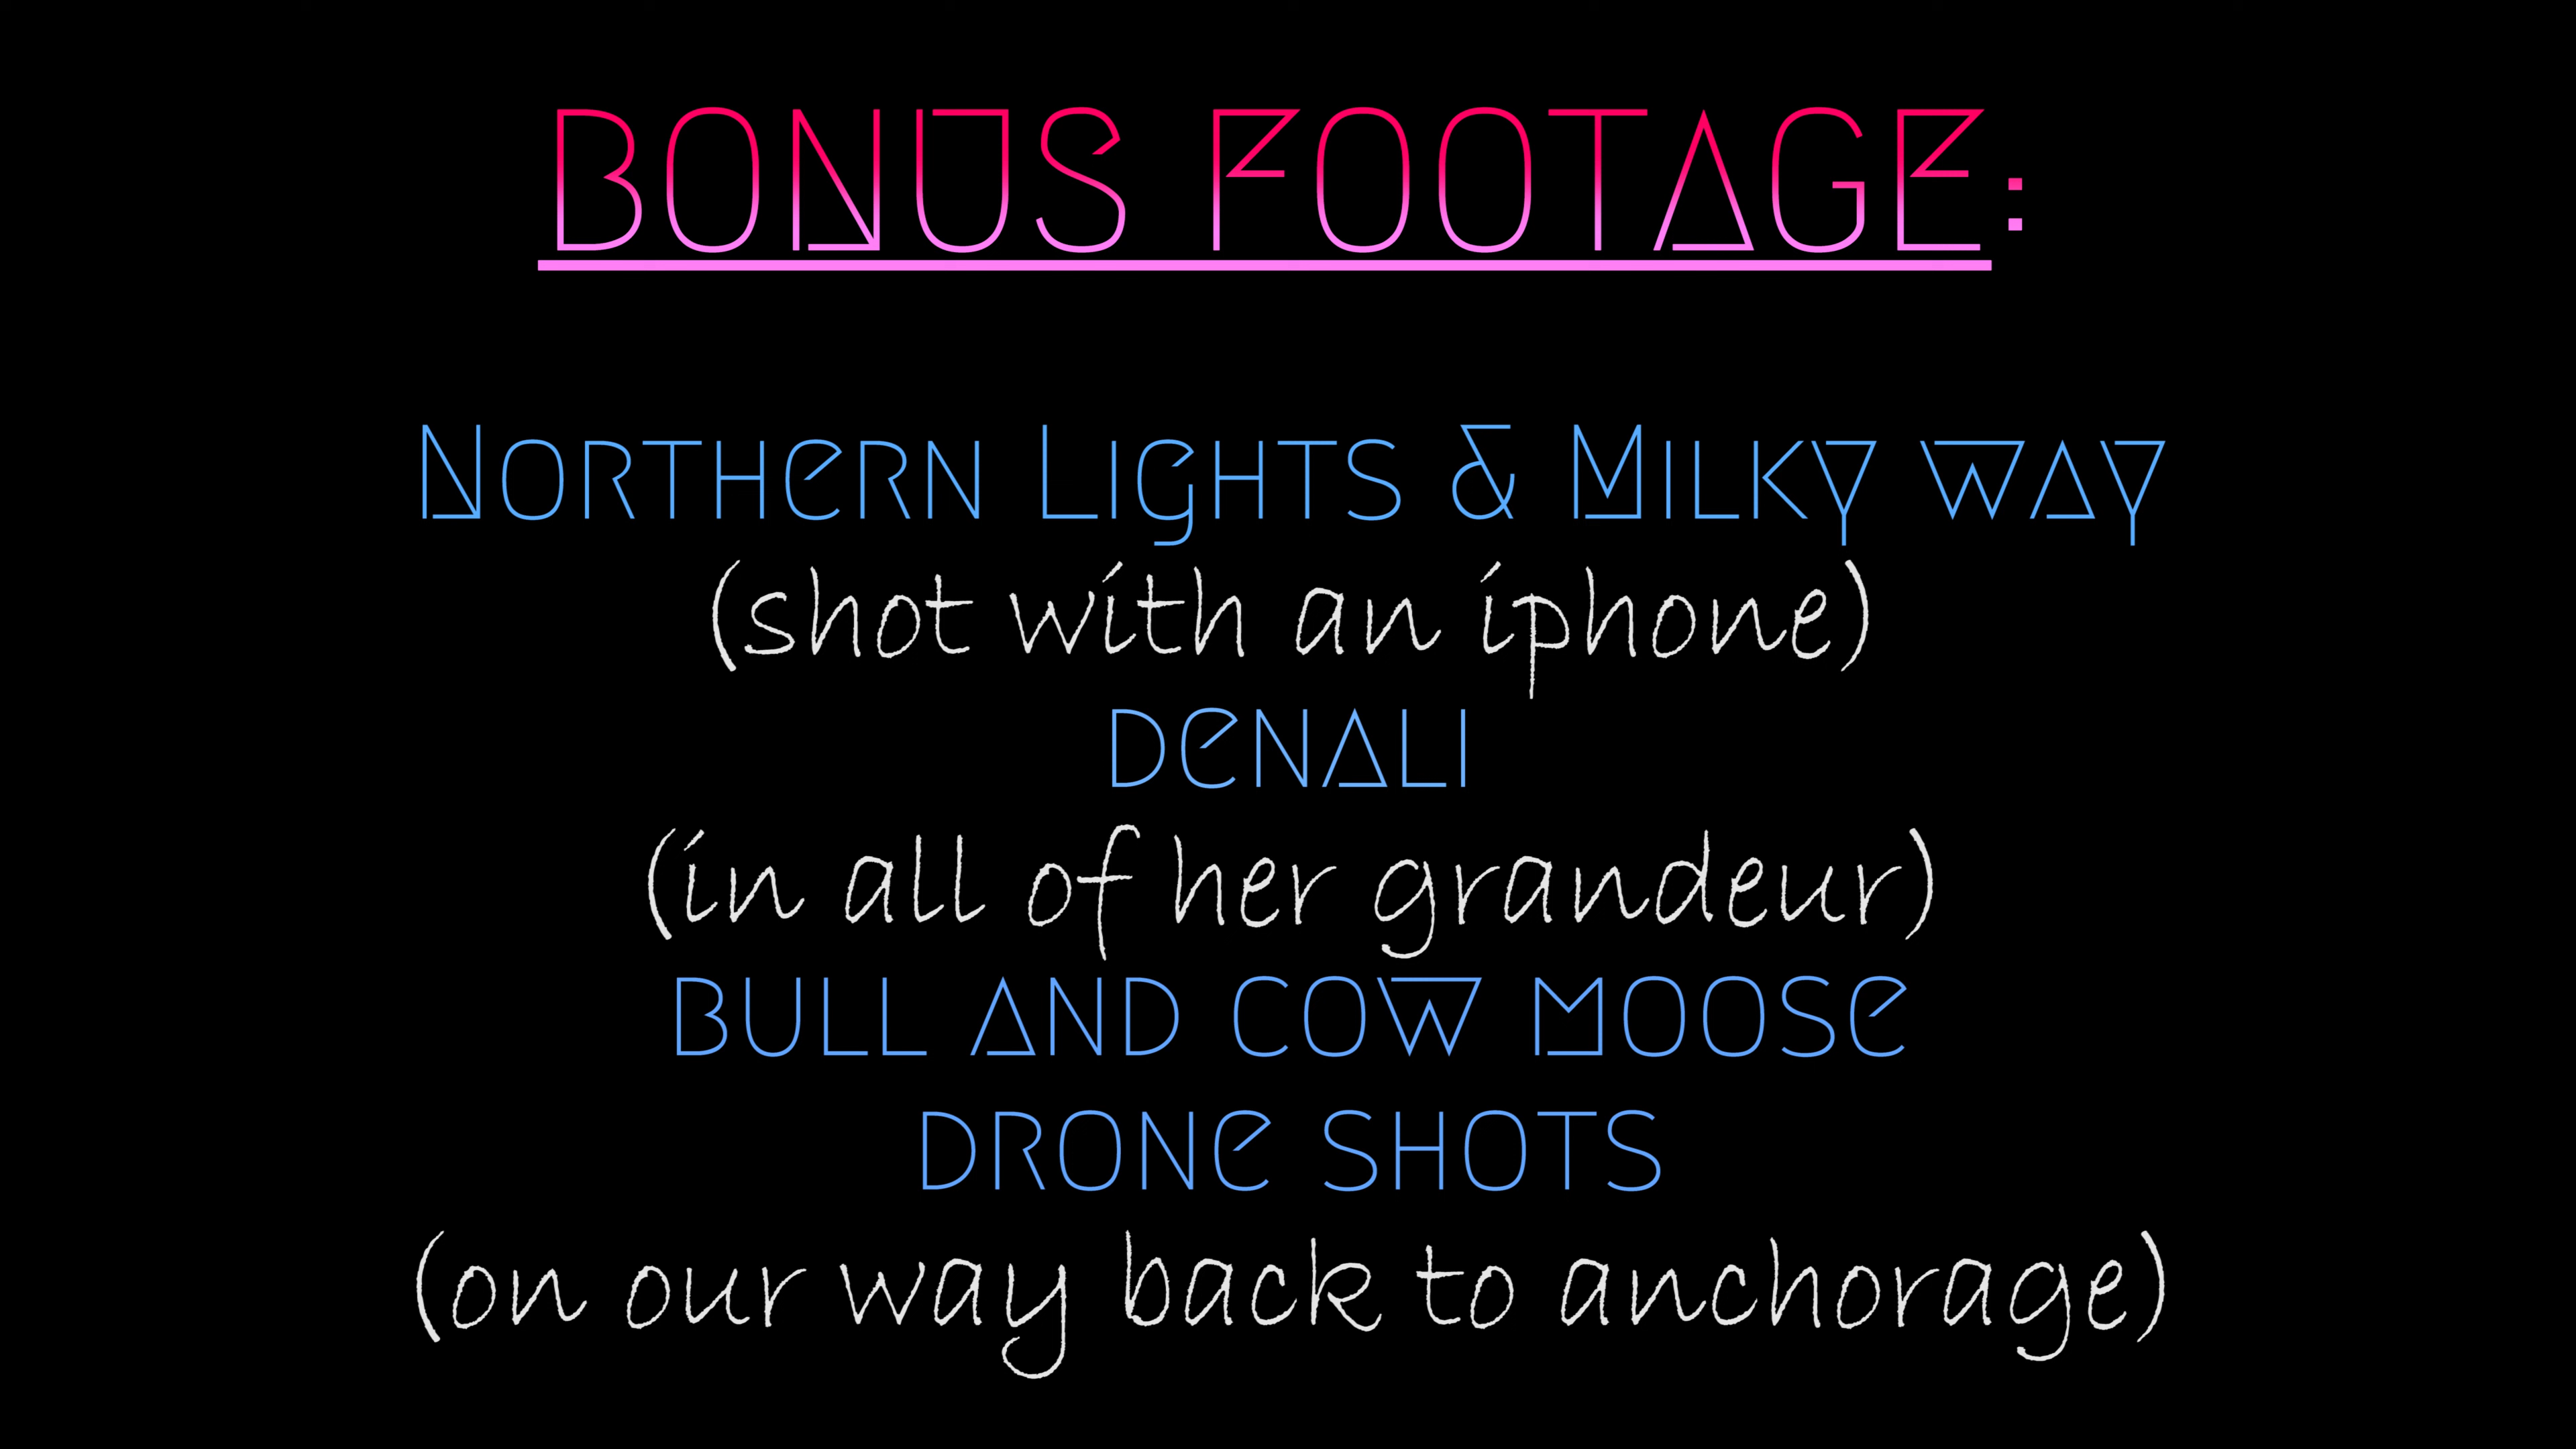 BONUS FOOTAGE:
Northern Lights & Milky way
(shot with an iphone)
Denali
(in all of her grandeur)
Bull and cow moose
Drone shots
(on our way back to anchorage)